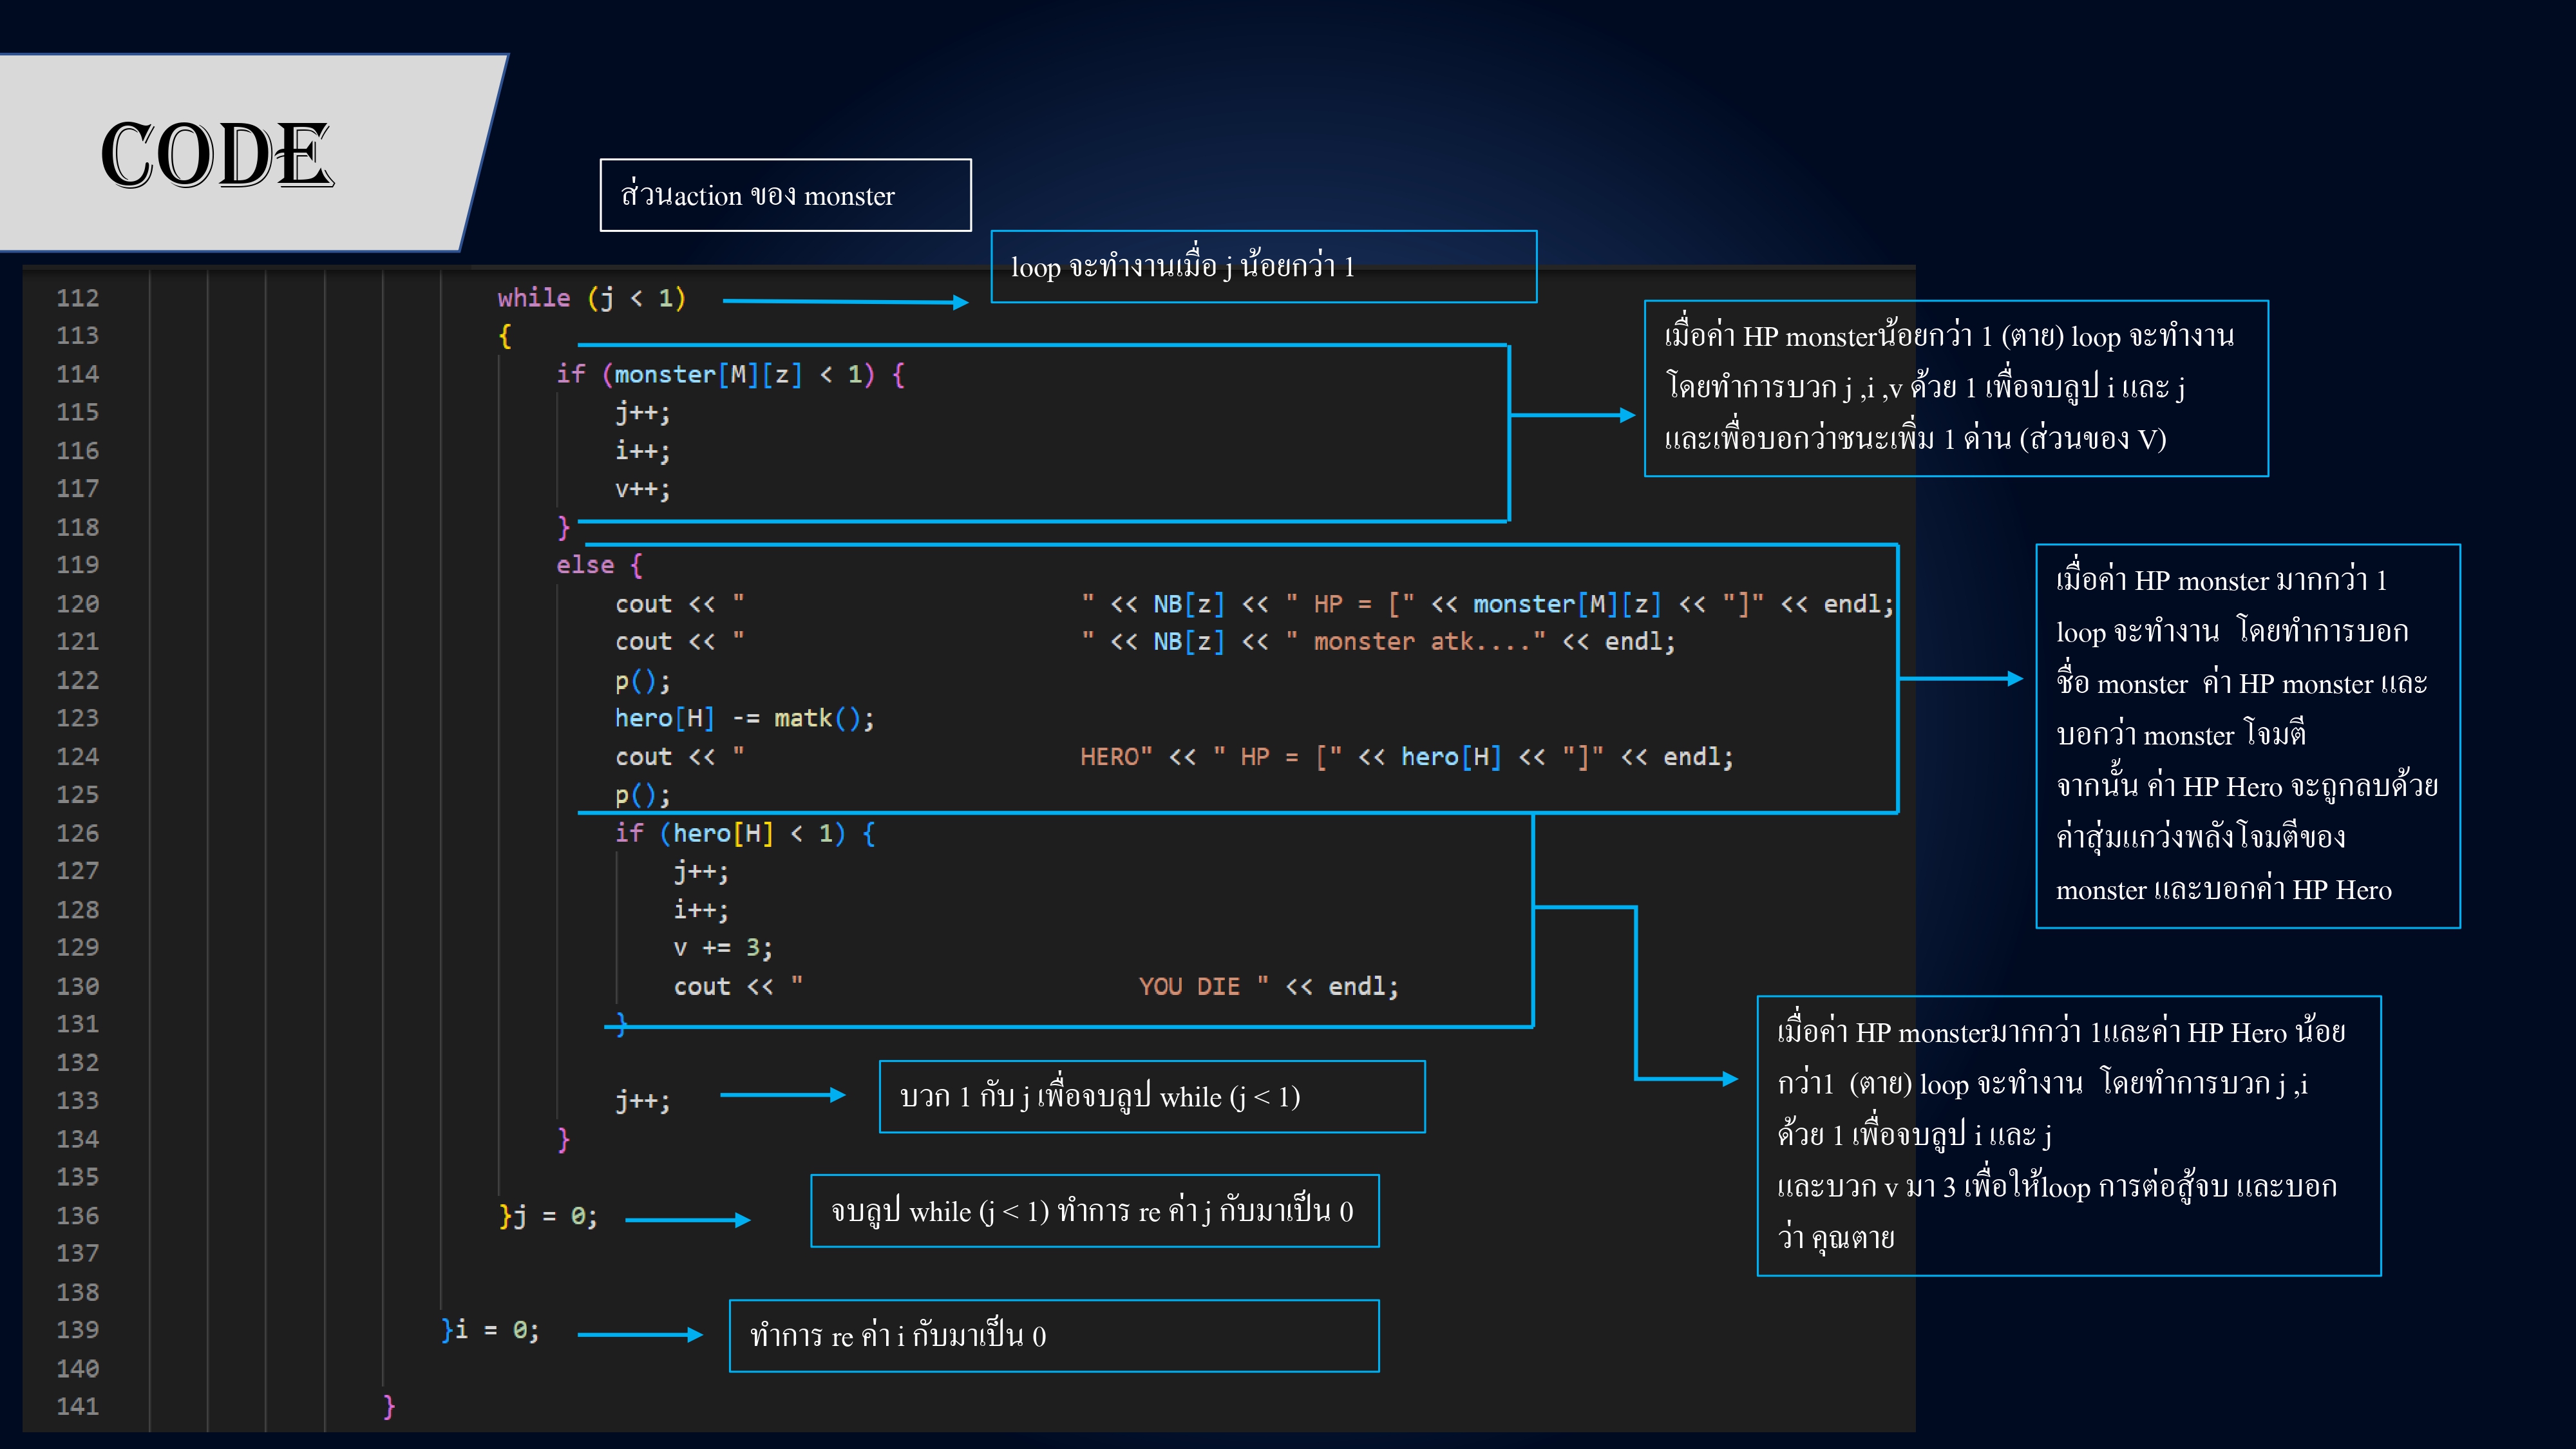 CODE
ส่วนaction ของ monster
loop จะทำงานเมื่อ j น้อยกว่า 1
112 while (j < 1)
113 {
114 if (monster[M][z] < 1) {
115 j++;
116 i++;
117 v++;
118 }
119 else {
120 cout << "                       " << NB[z] << " HP = [" << monster[M][z] << "]" << endl;
121 cout << "                       " << NB[z] << " monster atk...." << endl;
122 p();
123 hero[H] -= matk();
124 cout << "                       HERO" << " HP = [" << hero[H] << "]" << endl;
125 p();
126 if (hero[H] < 1) {
127 j++;
128 i++;
129 v += 3;
130 cout << "                       YOU DIE " << endl;
131 }
132
133 j++;
134 }
135
136 }j = 0;
137
138
139 }i = 0;
140
141 }
เมื่อค่า HP monsterน้อยกว่า 1 (ตาย) loop จะทำงาน
โดยทำการบวก j ,i ,v ด้วย 1 เพื่อจบลูป i และ j
และเพื่อบอกว่าชนะเพิ่ม 1 ด่าน (ส่วนของ V)
เมื่อค่า HP monster มากกว่า 1
loop จะทำงาน โดยทำการบอก
ชื่อ monster ค่า HP monster และ
บอกว่า monster โจมตี
จากนั้น ค่า HP Hero จะถูกลบด้วย
ค่าสุ่มแกว่งพลังโจมตีของ
monster และบอกค่า HP Hero
เมื่อค่า HP monsterมากกว่า 1และค่า HP Hero น้อย
กว่า1 (ตาย) loop จะทำงาน โดยทำการบวก j ,i
ด้วย 1 เพื่อจบลูป i และ j
และบวก v มา 3 เพื่อให้loop การต่อสู้จบ และบอก
ว่า คุณตาย
บวก 1 กับ j เพื่อจบลูป while (j < 1)
จบลูป while (j < 1) ทำการ re ค่า j กับมาเป็น 0
ทำการ re ค่า i กับมาเป็น 0